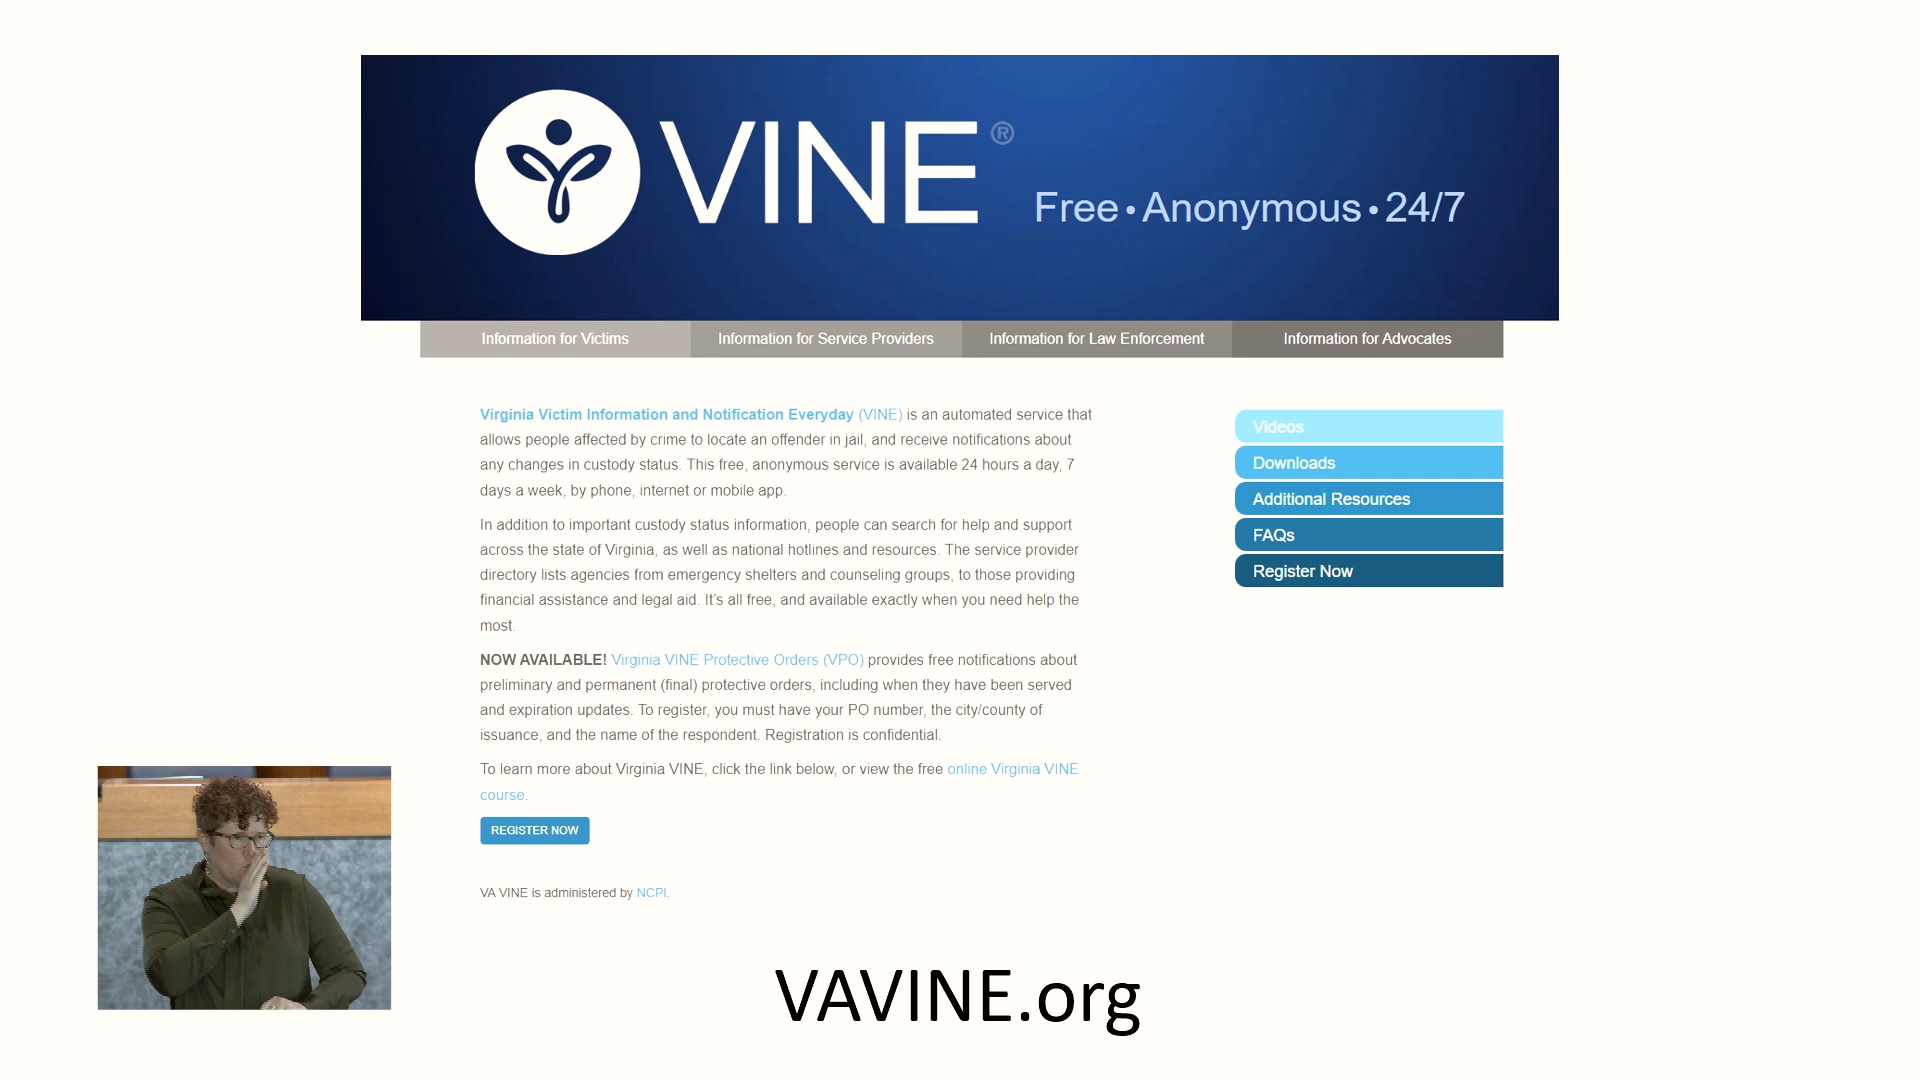 VINE®
Free • Anonymous • 24/7
Information for Victims
Information for Service Providers
Information for Law Enforcement
Information for Advocates
Virginia Victim Information and Notification Everyday (VINE) is an automated service that
allows people affected by crime to locate an offender in jail, and receive notifications about
any changes in custody status. This free, anonymous service is available 24 hours a day, 7
days a week, by phone, internet or mobile app.
In addition to important custody status information, people can search for help and support
across the state of Virginia, as well as national hotlines and resources. The service provider
directory lists agencies from emergency shelters and counseling groups, to those providing
financial assistance and legal aid. It's all free, and available exactly when you need help the
most.
NOW AVAILABLE! Virginia VINE Protective Orders (VPO) provides free notifications about
preliminary and permanent (final) protective orders, including when they have been served
and expiration updates. To register, you must have your PO number, the city/county of
issuance, and the name of the respondent. Registration is confidential.
To learn more about Virginia VINE, click the link below, or view the free online Virginia VINE
course.
REGISTER NOW
VA VINE is administered by NCPI.
Videos
Downloads
Additional Resources
FAQs
Register Now
VAVINE.org